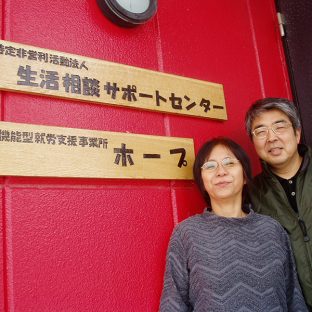 特定非営利活動法人
生活相談サポートセンター
機能型就労支援事業所
ホープ